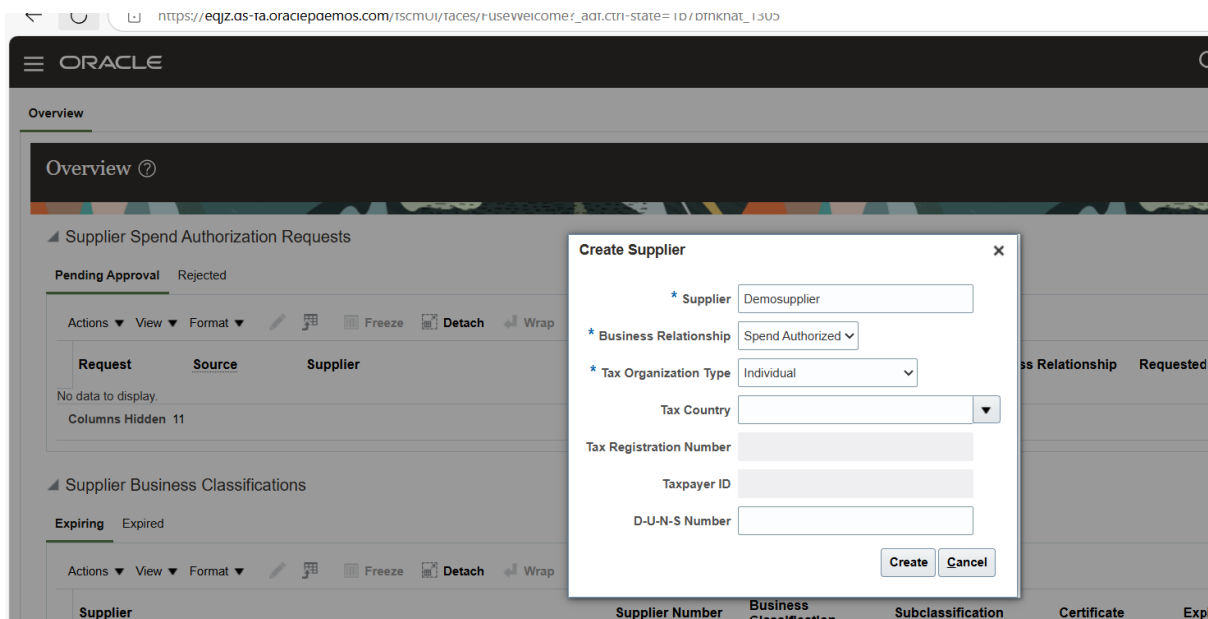 https://eqjz.ds-fa.oraclepdemos.com/fscmUI/faces/FuseWelcome?_adf.ctrl-state=1b7bfnknat_1305
ORACLE
Overview
Overview
Supplier Spend Authorization Requests
Pending Approval Rejected
Actions View Format Freeze Detach Wrap
Request Source Supplier ss Relationship Requested
No data to display.
Columns Hidden 11
Supplier Business Classifications
Expiring Expired
Actions View Format Freeze Detach Wrap
Supplier Supplier Number Business Subclassification Certificate Exp
Classification
Create Supplier
* Supplier Demosupplier
* Business Relationship Spend Authorized
* Tax Organization Type Individual
Tax Country
Tax Registration Number
Taxpayer ID
D-U-N-S Number
Create Cancel